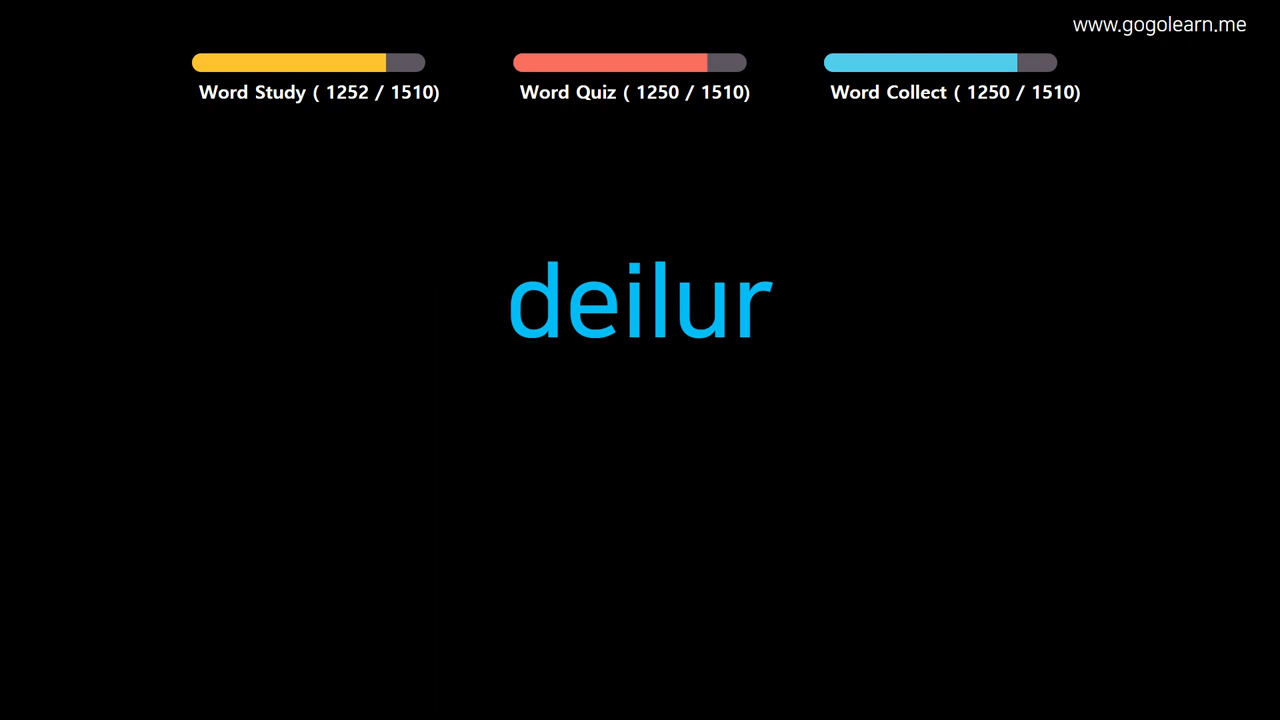 www.gogolearn.me
Word Study ( 1252 / 1510)
Word Quiz ( 1250 / 1510)
Word Collect ( 1250 / 1510)
deilur